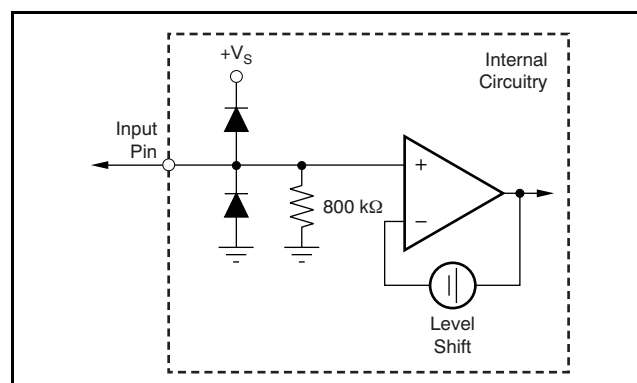 +VS
Internal
Circuitry
Input
Pin
+
800 kΩ
−
Level
Shift